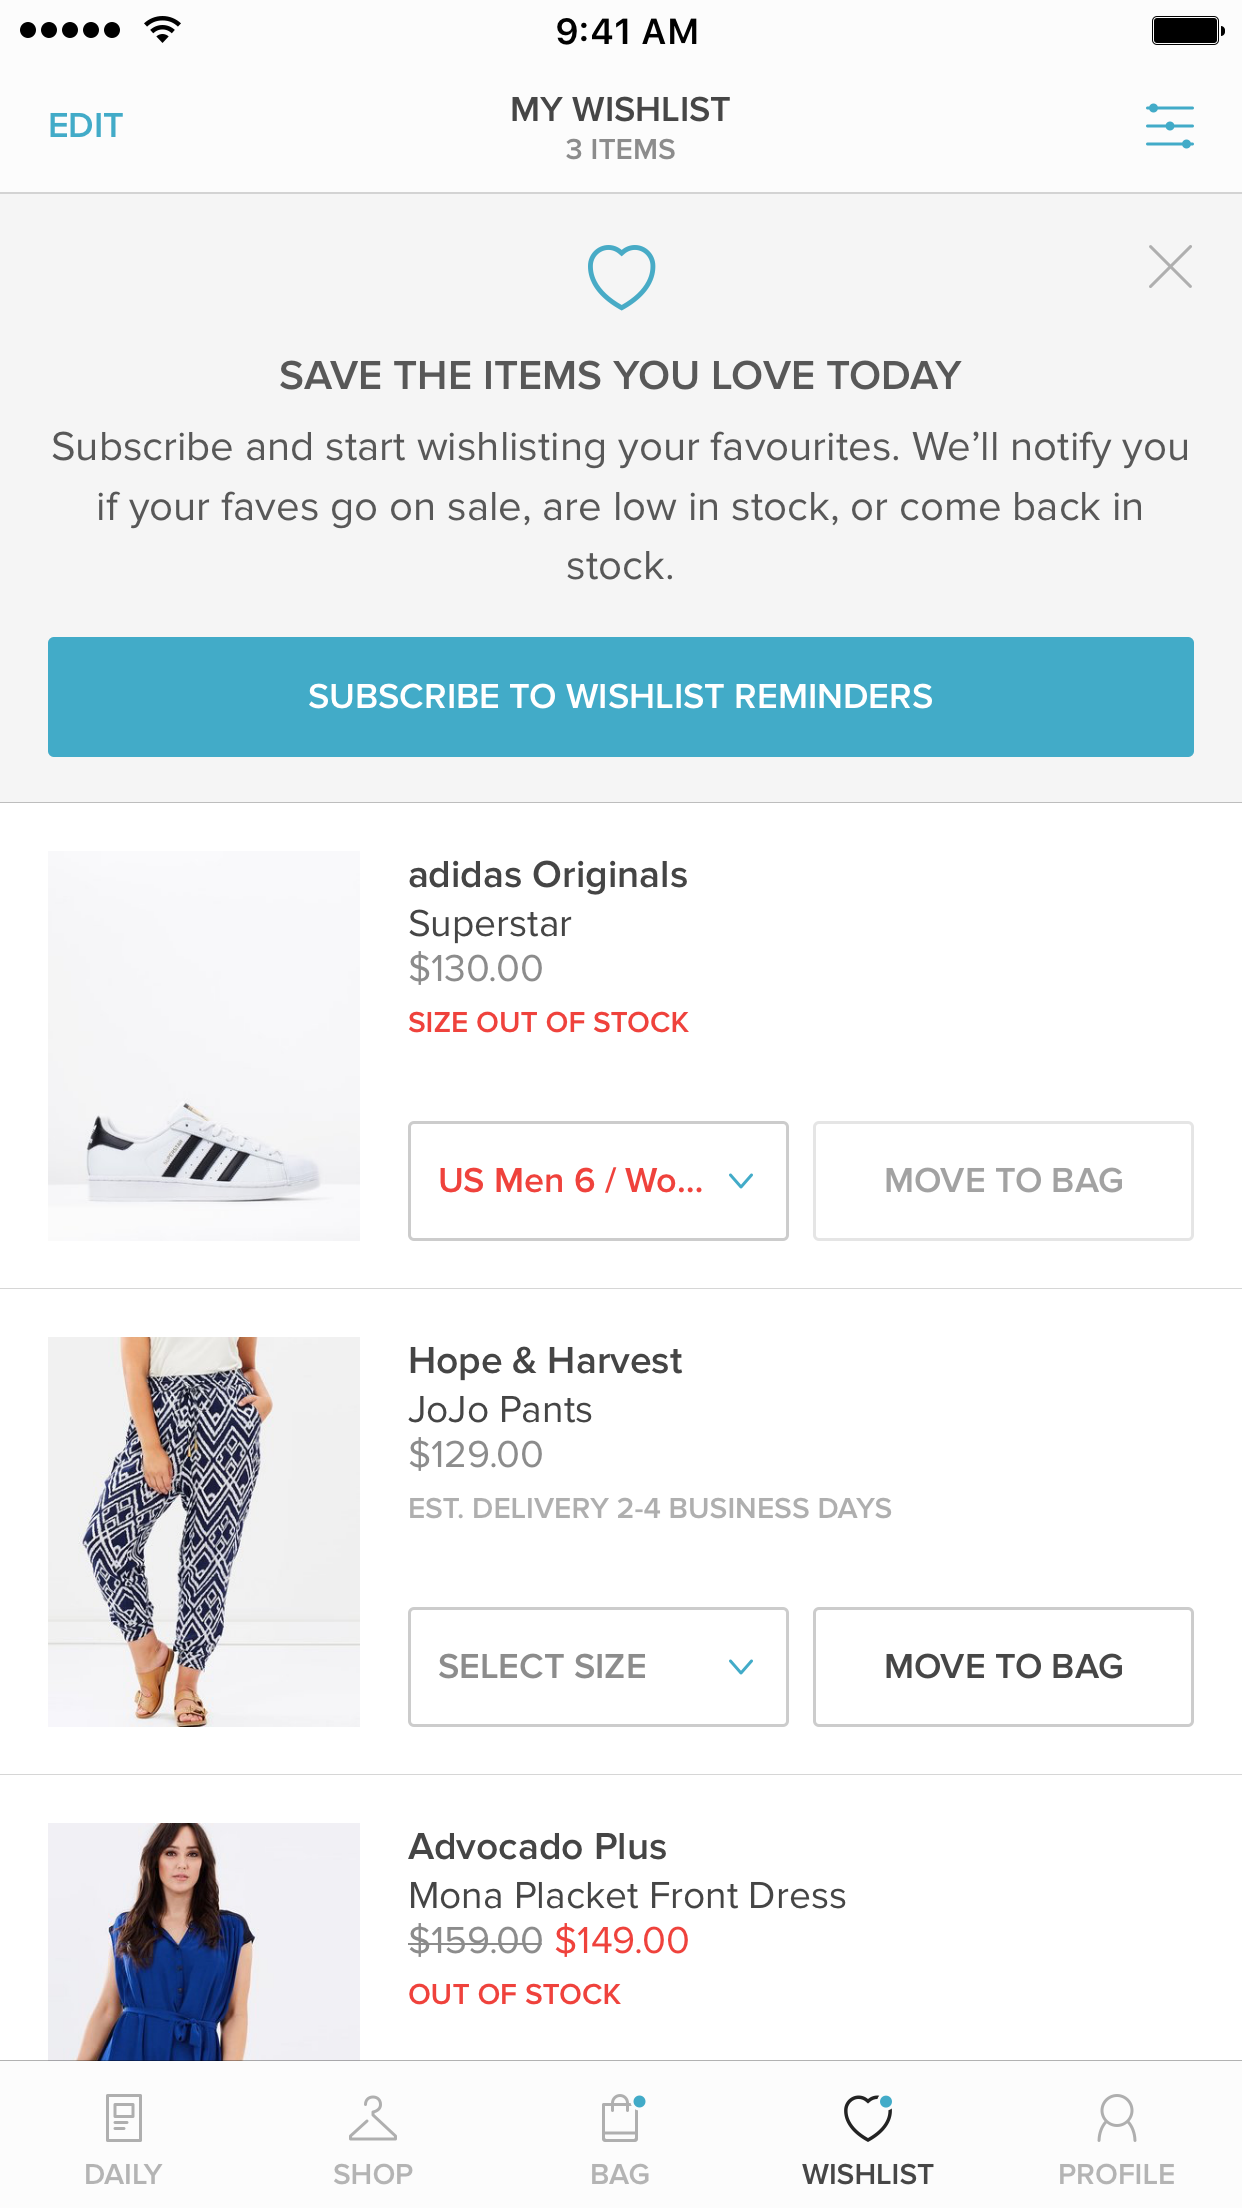 9:41 AM
EDIT
MY WISHLIST
3 ITEMS
SAVE THE ITEMS YOU LOVE TODAY
Subscribe and start wishlisting your favourites. We’ll notify you
if your faves go on sale, are low in stock, or come back in
stock.
SUBSCRIBE TO WISHLIST REMINDERS
adidas Originals
Superstar
$130.00
SIZE OUT OF STOCK
US Men 6 / Wo...
MOVE TO BAG
Hope & Harvest
JoJo Pants
$129.00
EST. DELIVERY 2-4 BUSINESS DAYS
SELECT SIZE
MOVE TO BAG
Advocado Plus
Mona Placket Front Dress
$159.00 $149.00
OUT OF STOCK
DAILY
SHOP
BAG
WISHLIST
PROFILE